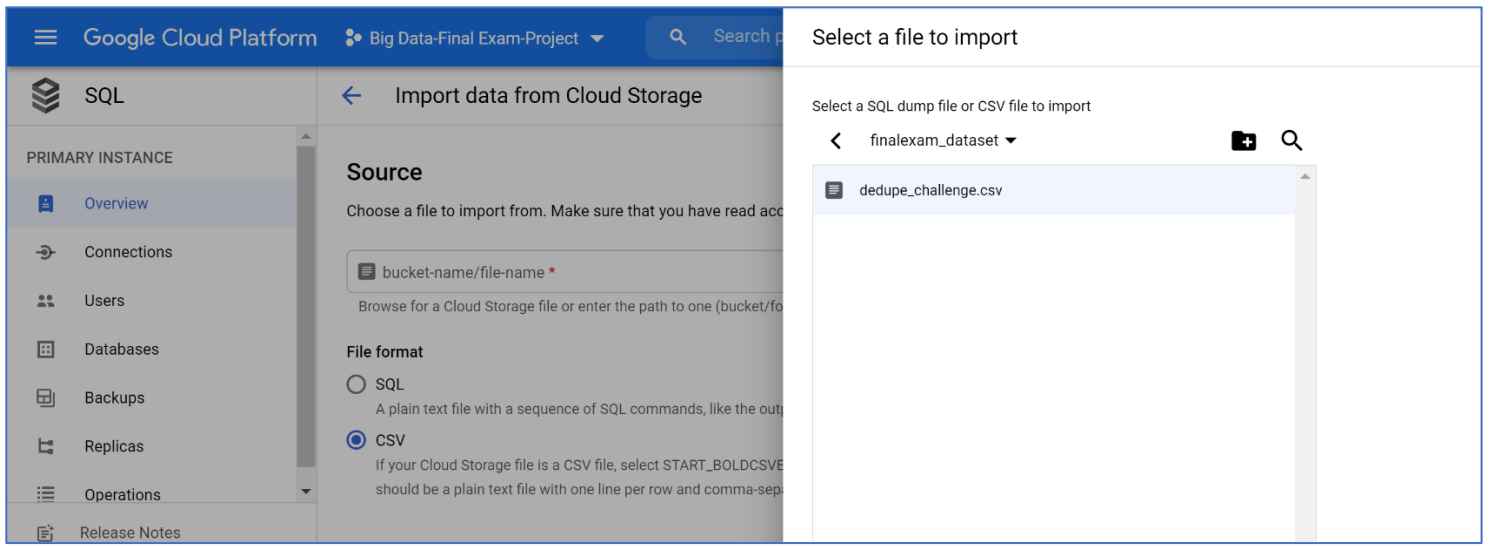 Google Cloud Platform
Big Data-Final Exam-Project
Search p
Select a file to import
SQL
Import data from Cloud Storage
Select a SQL dump file or CSV file to import
finalexam_dataset
PRIMARY INSTANCE
Source
dedupe_challenge.csv
Overview
Choose a file to import from. Make sure that you have read acc
Connections
bucket-name/file-name *
Users
Browse for a Cloud Storage file or enter the path to one (bucket/fo
Databases
File format
SQL
Backups
A plain text file with a sequence of SQL commands, like the out
CSV
Replicas
If your Cloud Storage file is a CSV file, select START_BOLDCSVE
should be a plain text file with one line per row and comma-sep
Operations
Release Notes